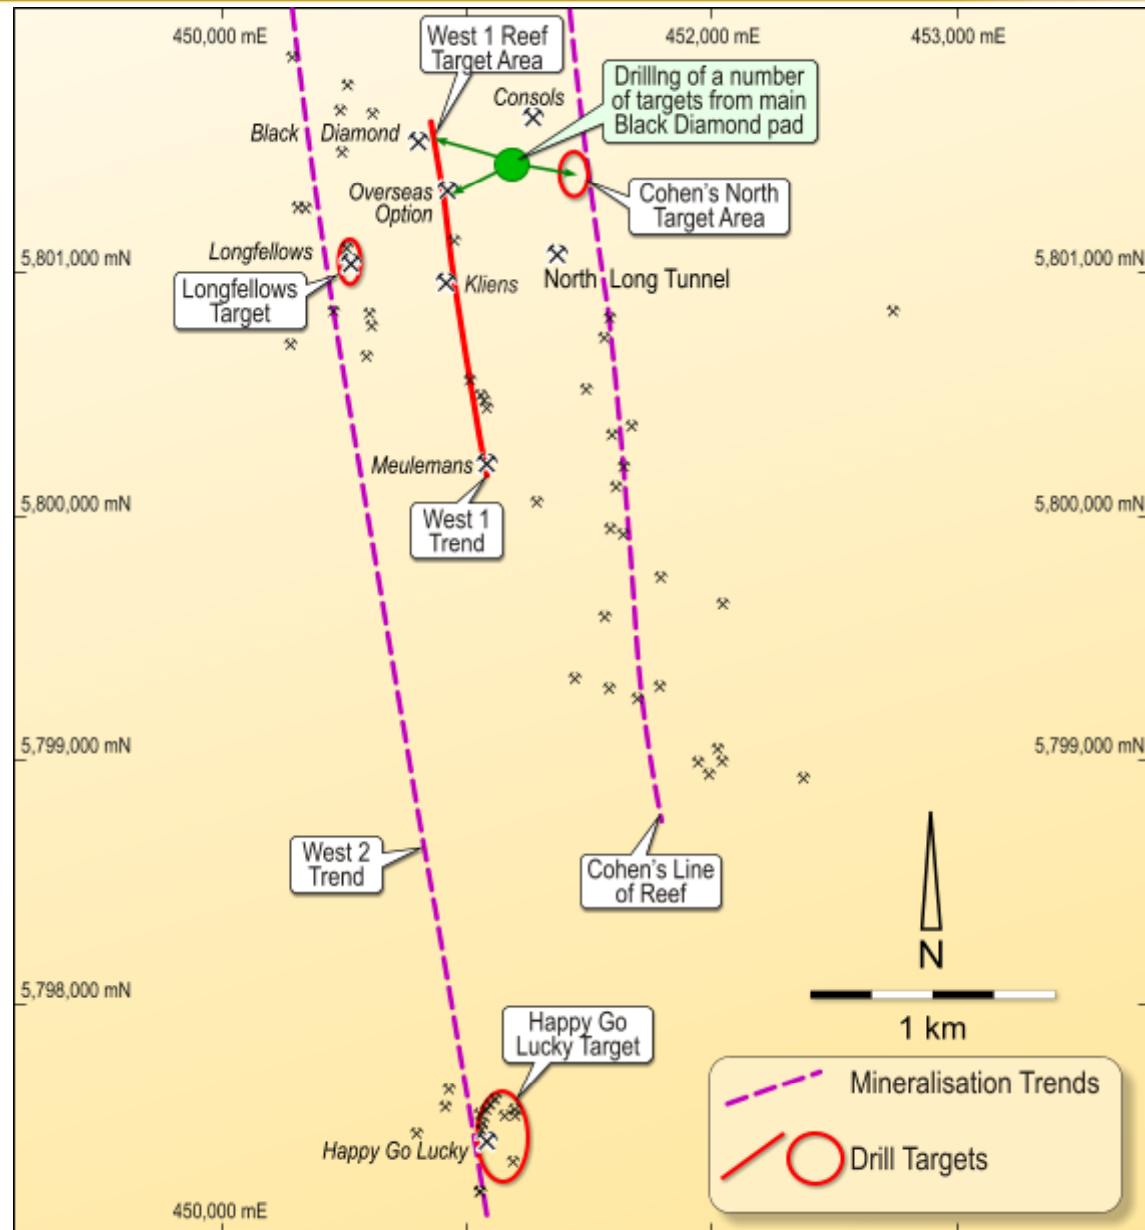 450,000 mE
452,000 mE
453,000 mE
West 1 Reef
Target Area
Consols
Drilllng of a number
of targets from main
Black Diamond pad
Black Diamond
Overseas
Option
Cohen's North
Target Area
Longfellows
5,801,000 mN
5,801,000 mN
Longfellows
Target
Kliens
North Long Tunnel
Meulemans
5,800,000 mN
5,800,000 mN
West 1
Trend
5,799,000 mN
5,799,000 mN
West 2
Trend
Cohen's Line
of Reef
N
5,798,000 mN
1 km
Happy Go
Lucky Target
Mineralisation Trends
Happy Go Lucky
Drill Targets
450,000 mE